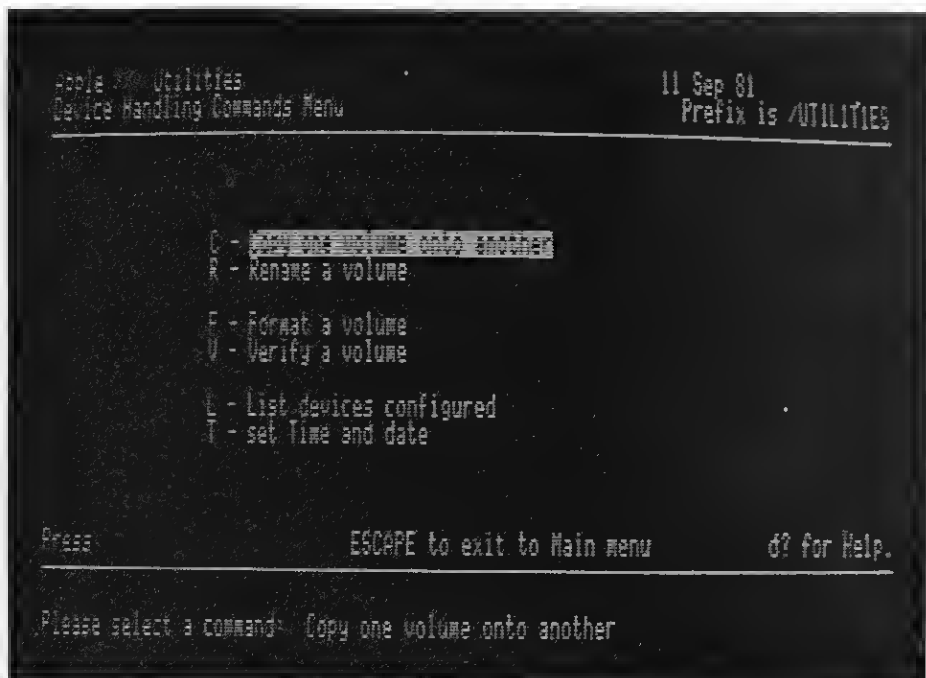 Apple /// Utilities 11 Sep 81
Device Handling Commands Menu Prefix is /UTILITIES
C - Copy one volume onto another
R - Rename a volume
F - Format a volume
V - Verify a volume
L - List devices configured
T - set Time and date
Press ESCAPE to exit to Main menu d? for Help.
Please select a command: Copy one volume onto another